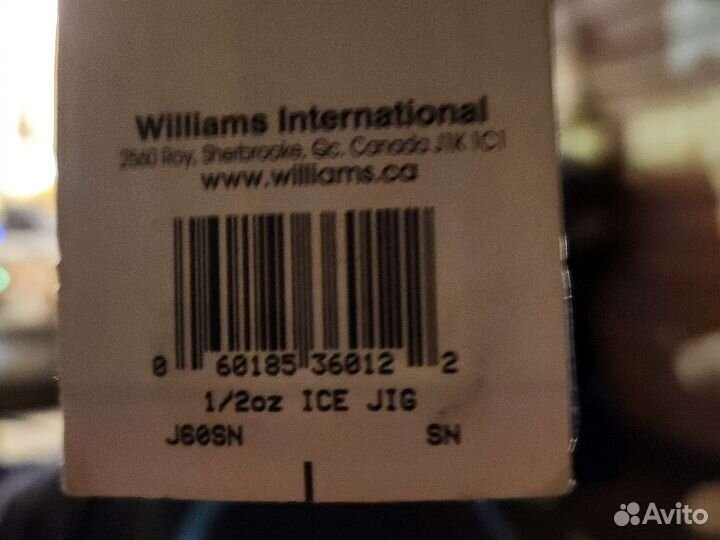 Williams International
2560 Roy, Sherbrooke, Qc, Canada J1K 1C1
www.williams.ca
0 60185 36012 2
1/2oz ICE JIG
J60SN SN
Avito